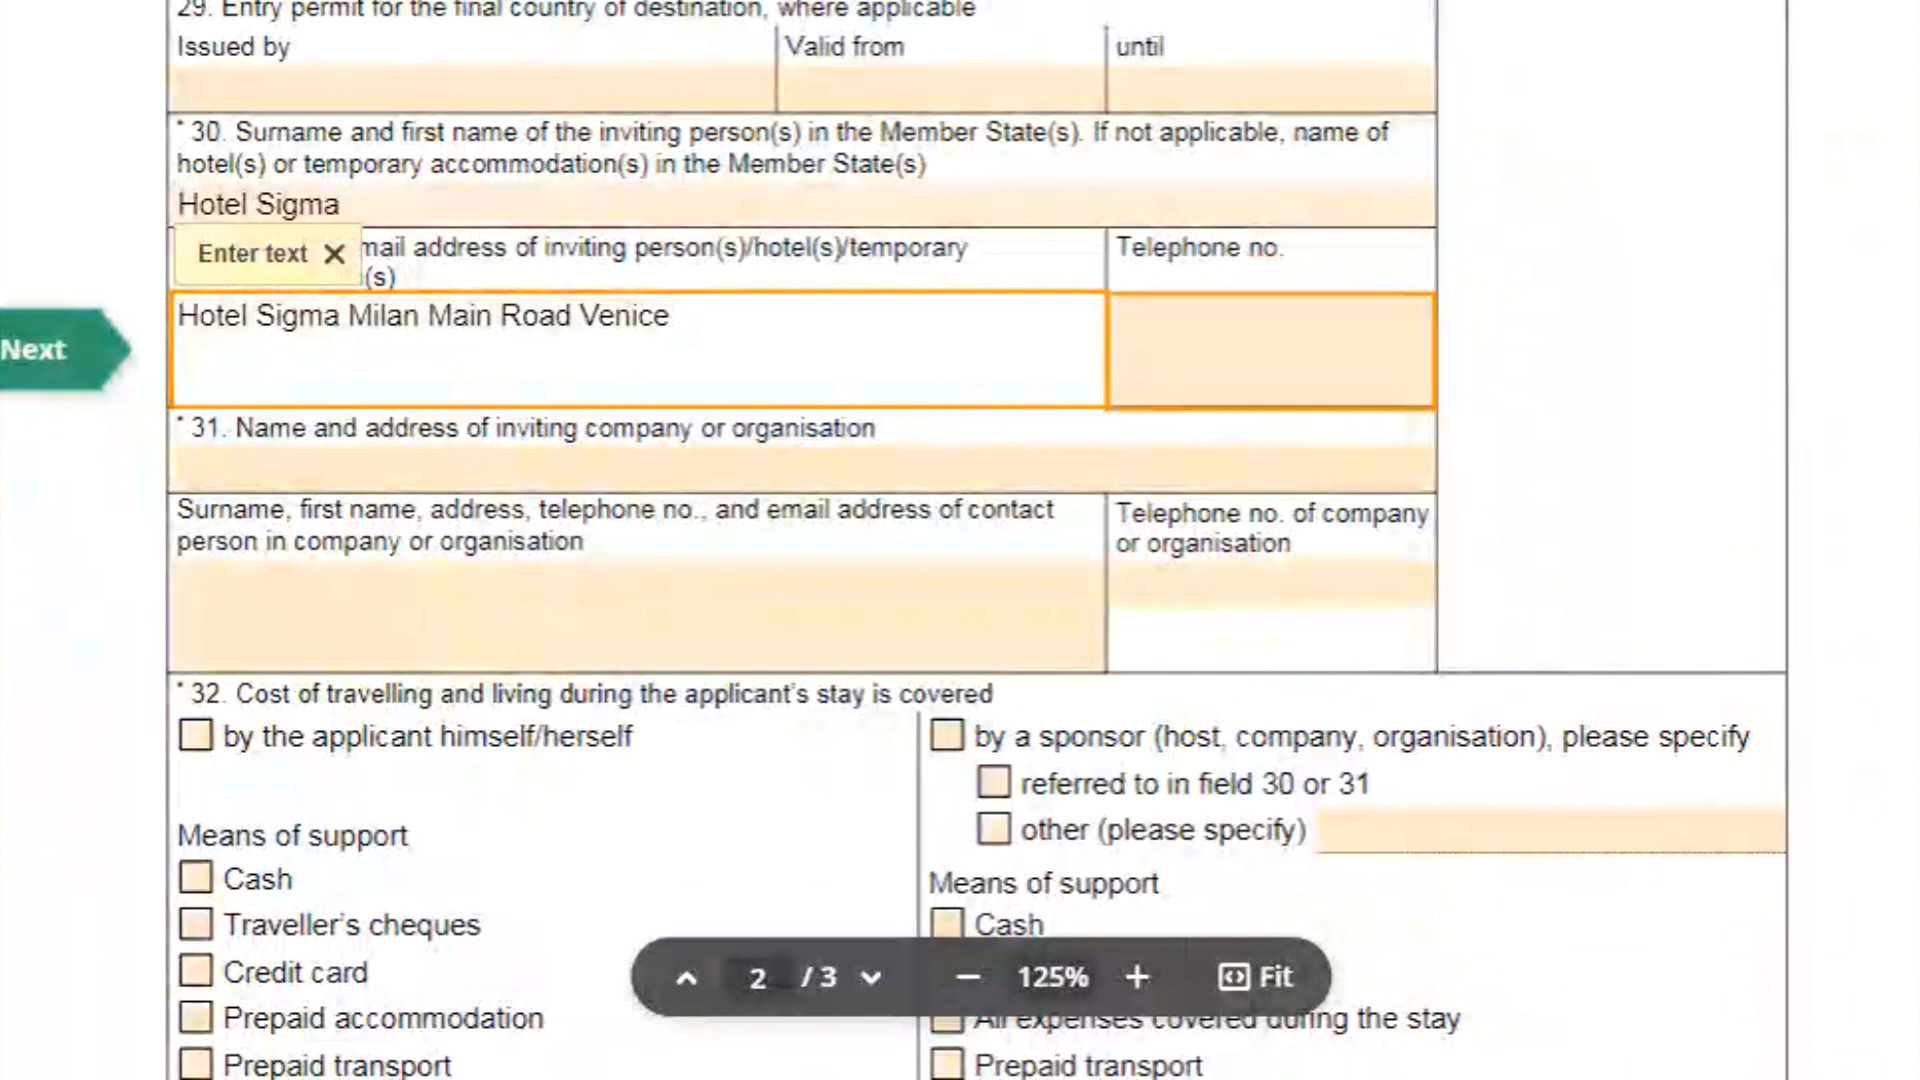 29. Entry permit for the final country of destination, where applicable
Issued by
Valid from
until
* 30. Surname and first name of the inviting person(s) in the Member State(s). If not applicable, name of
hotel(s) or temporary accommodation(s) in the Member State(s)
Hotel Sigma
Enter text ✕
mail address of inviting person(s)/hotel(s)/temporary
(s)
Telephone no.
Next
Hotel Sigma Milan Main Road Venice
* 31. Name and address of inviting company or organisation
Surname, first name, address, telephone no., and email address of contact
person in company or organisation
Telephone no. of company
or organisation
* 32. Cost of travelling and living during the applicant's stay is covered
by the applicant himself/herself
Means of support
Cash
Traveller's cheques
Credit card
Prepaid accommodation
Prepaid transport
by a sponsor (host, company, organisation), please specify
referred to in field 30 or 31
other (please specify)
Means of support
Cash
All expenses covered during the stay
Prepaid transport
2 / 3 − 125% + Fit